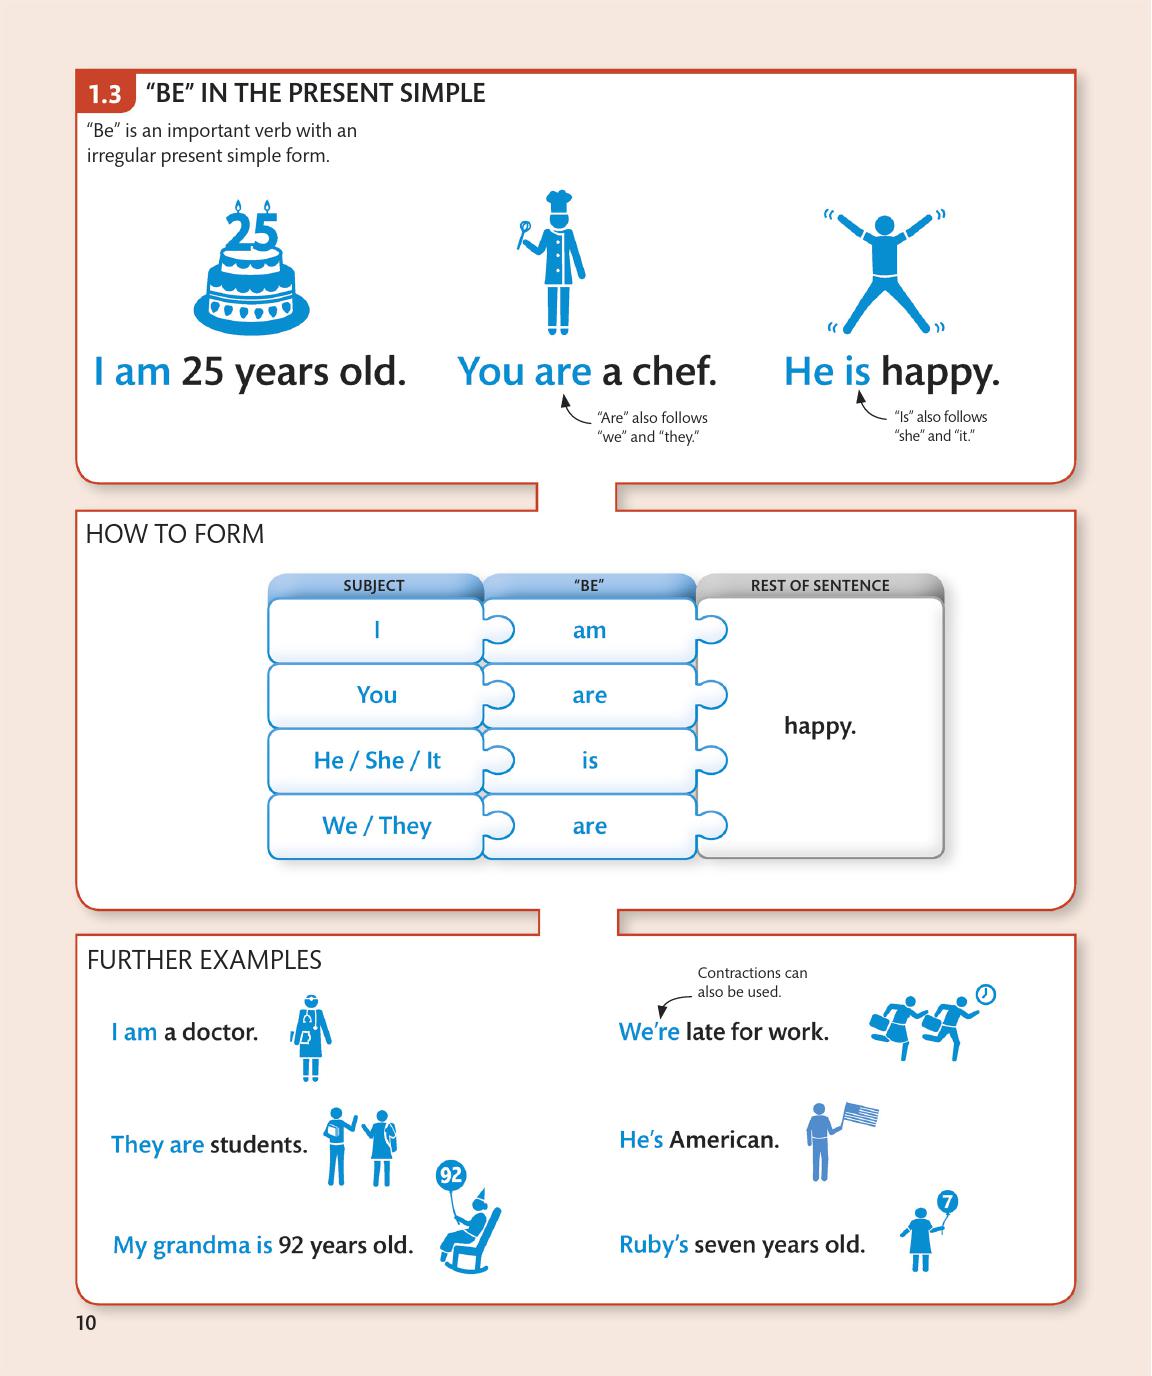 1.3 “BE” IN THE PRESENT SIMPLE
“Be” is an important verb with an
irregular present simple form.
25
I am 25 years old.
You are a chef.
He is happy.
“Are” also follows
“we” and “they.”
“Is” also follows
“she” and “it.”
HOW TO FORM
SUBJECT
“BE”
REST OF SENTENCE
I
am
You
are
He / She / It
is
We / They
are
happy.
FURTHER EXAMPLES
I am a doctor.
They are students.
92
My grandma is 92 years old.
Contractions can
also be used.
We’re late for work.
He’s American.
7
Ruby’s seven years old.
10